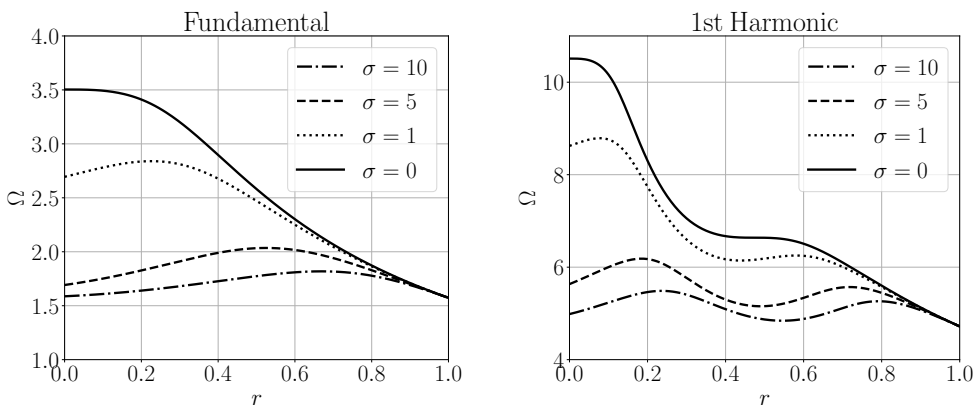 Fundamental
4.0
3.5
3.0
2.5
2.0
1.5
1.0
Ω
0.0 0.2 0.4 0.6 0.8 1.0
r
σ = 10
σ = 5
σ = 1
σ = 0
1st Harmonic
10
8
6
4
Ω
0.0 0.2 0.4 0.6 0.8 1.0
r
σ = 10
σ = 5
σ = 1
σ = 0